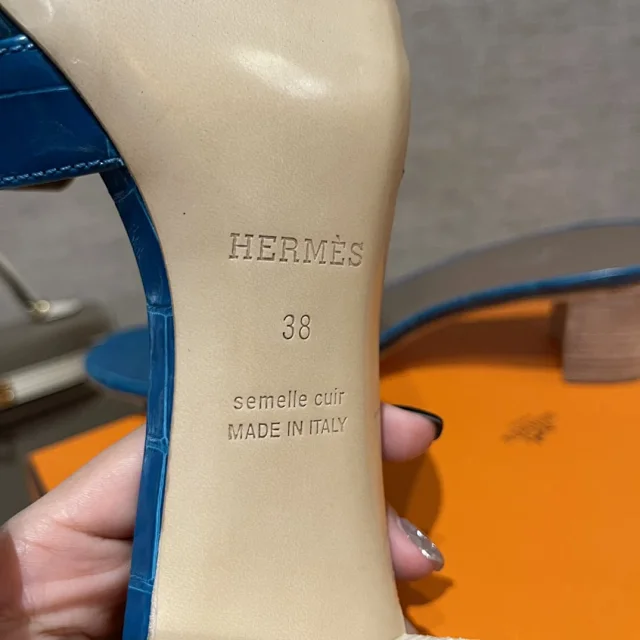 HERMÈS
38
semelle cuir
MADE IN ITALY